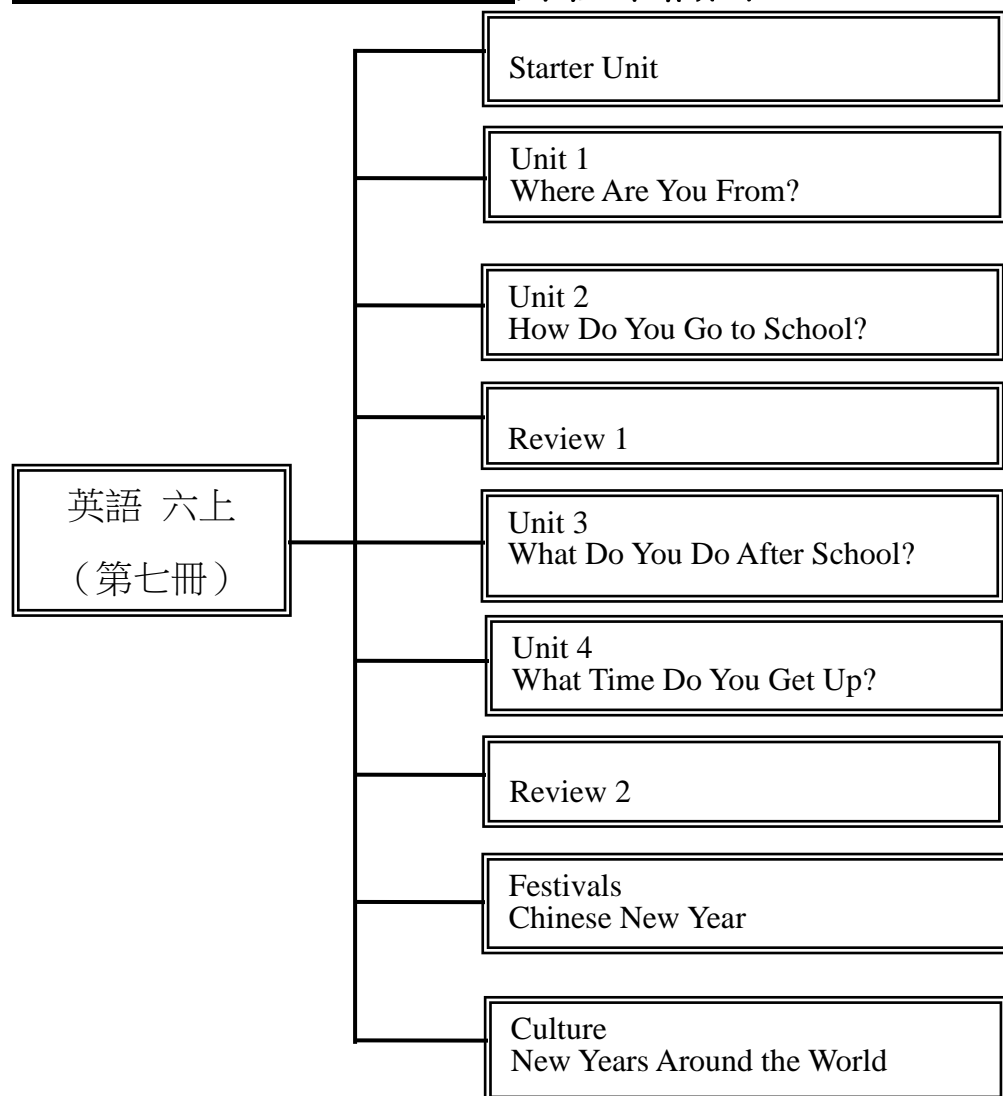 Starter Unit
Unit 1
Where Are You From?
Unit 2
How Do You Go to School?
Review 1
英語 六上
（第七冊）
Unit 3
What Do You Do After School?
Unit 4
What Time Do You Get Up?
Review 2
Festivals
Chinese New Year
Culture
New Years Around the World